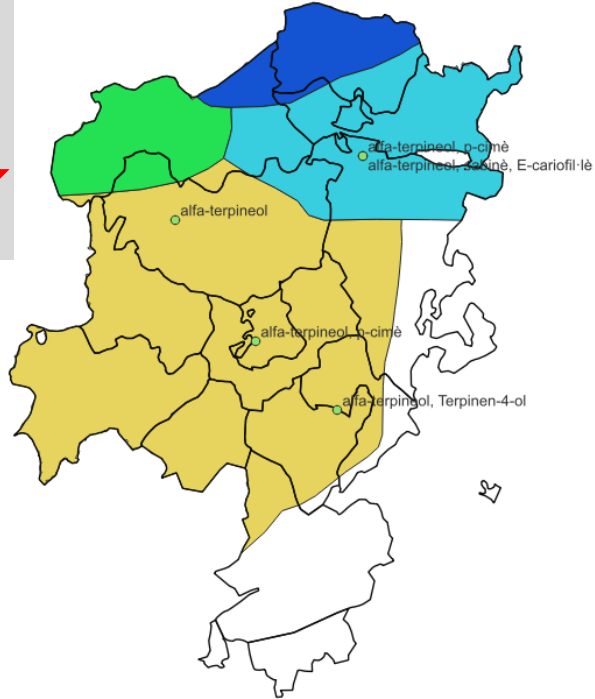 alfa-terpineol, p-cimè
alfa-terpineol, sabinè, E-cariofil·lè
alfa-terpineol
alfa-terpineol, p-cimè
alfa-terpineol, Terpinen-4-ol